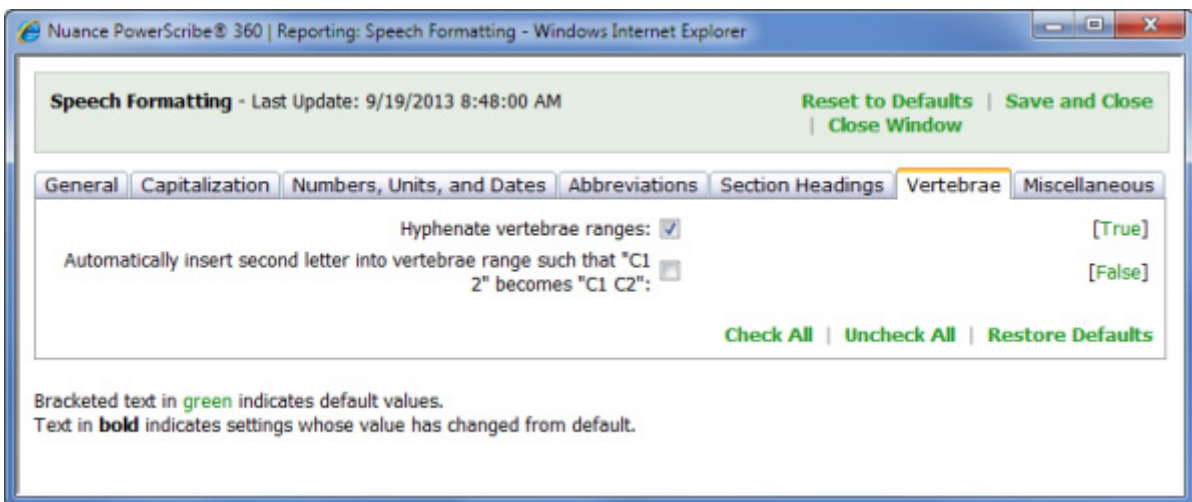 Nuance PowerScribe® 360 | Reporting: Speech Formatting - Windows Internet Explorer
Speech Formatting - Last Update: 9/19/2013 8:48:00 AM
Reset to Defaults | Save and Close
| Close Window
General Capitalization Numbers, Units, and Dates Abbreviations Section Headings Vertebrae Miscellaneous
Hyphenate vertebrae ranges: [True]
Automatically insert second letter into vertebrae range such that "C1
2" becomes "C1 C2": [False]
Check All | Uncheck All | Restore Defaults
Bracketed text in green indicates default values.
Text in bold indicates settings whose value has changed from default.